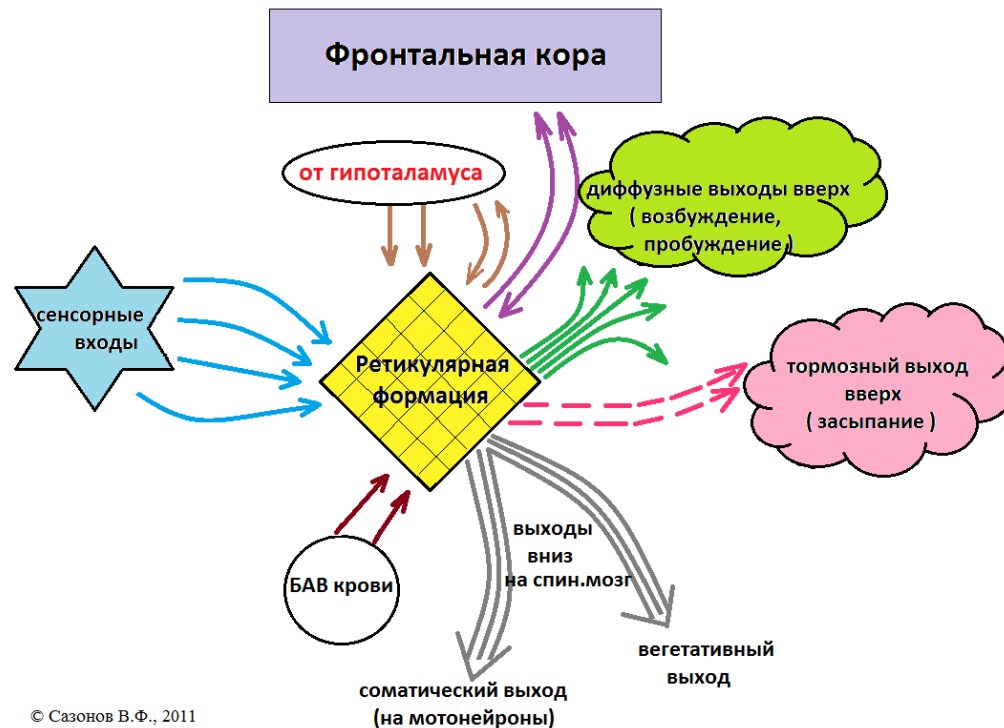 Фронтальная кора
от гипоталамуса
диффузные выходы вверх
( возбуждение,
пробуждение )
сенсорные
входы
Ретикулярная
формация
тормозный выход
вверх
( засыпание )
БАВ крови
выходы
вниз
на спин.мозг
вегетативный
выход
соматический выход
(на мотонейроны)
© Сазонов В.Ф., 2011